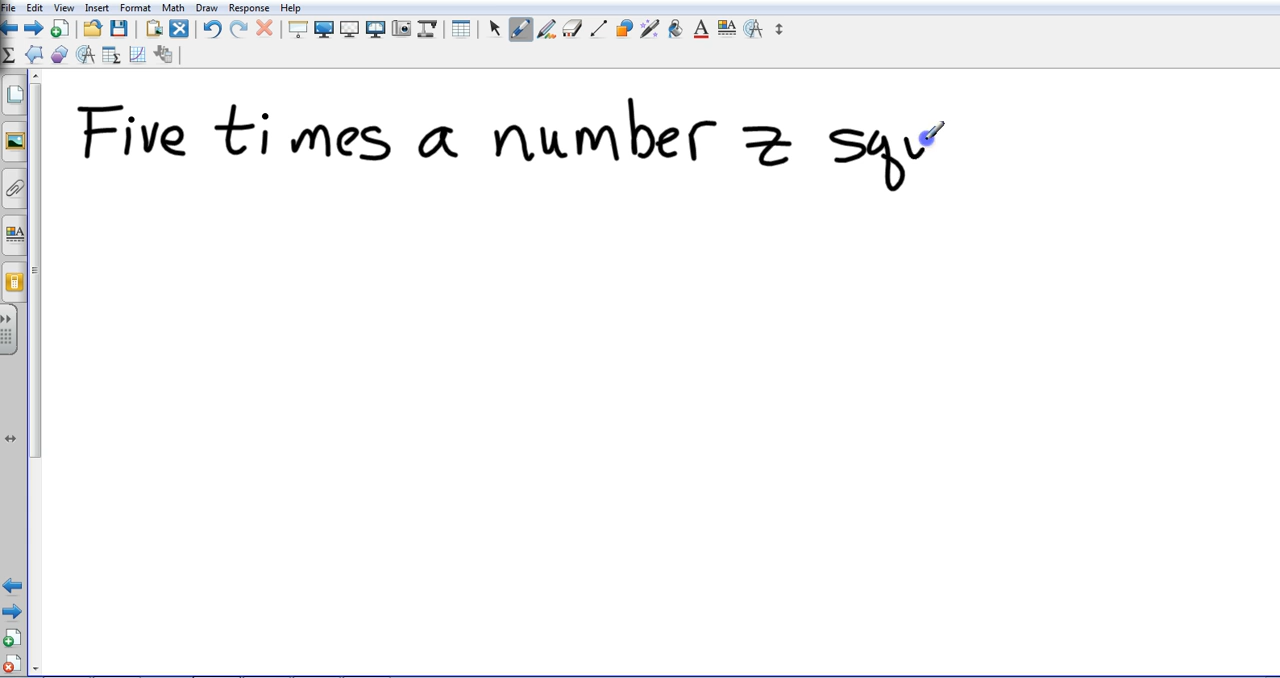 File Edit View Insert Format Math Draw Response Help
Five times a number z squ